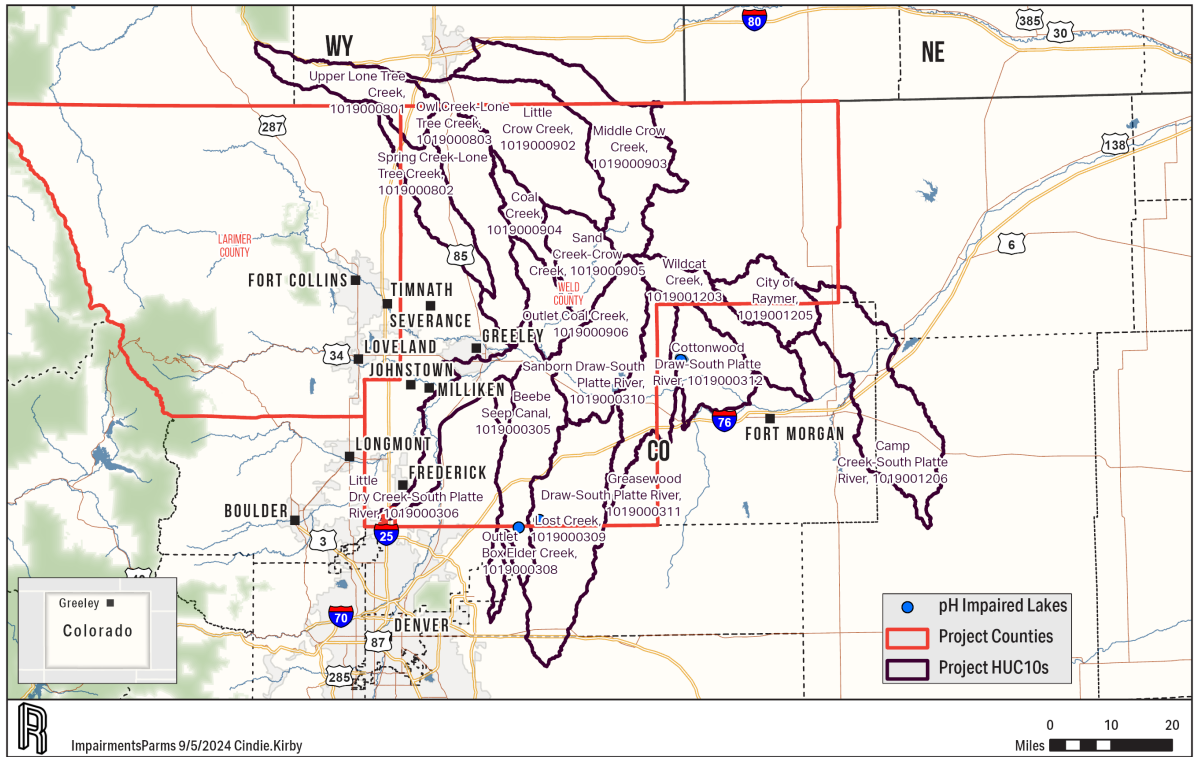 80
385
30
WY
NE
Upper Lone Tree
Creek,
1019000801
Owl Creek-Lone
Tree Creek,
1019000803
Little
Crow Creek,
1019000902
Middle Crow
Creek,
1019000903
287
138
Spring Creek-Lone
Tree Creek,
1019000802
Coal
Creek,
1019000904
LARIMER
COUNTY
85
Sand
Creek-Crow
Creek, 1019000905
6
FORT COLLINS
TIMNATH
SEVERANCE
WELD
COUNTY
Wildcat
Creek,
1019001203
City of
Raymer,
1019001205
Outlet Coal Creek,
1019000906
GREELEY
34
LOVELAND
JOHNSTOWN
MILLIKEN
Sanborn Draw-South
Platte River,
1019000310
Cottonwood
Draw-South Platte
River, 1019000312
Beebe
Seep Canal,
1019000305
76
FORT MORGAN
LONGMONT
CO
Camp
Creek-South Platte
River, 1019001206
FREDERICK
Little
Dry Creek-South Platte
River, 1019000306
Greasewood
Draw-South Platte River,
1019000311
BOULDER
3
25
Lost Creek,
1019000309
Outlet
Box Elder Creek,
1019000308
Greeley
Colorado
70
DENVER
87
285
pH Impaired Lakes
Project Counties
Project HUC10s
R
ImpairmentsParms 9/5/2024 Cindie.Kirby
0 10 20
Miles